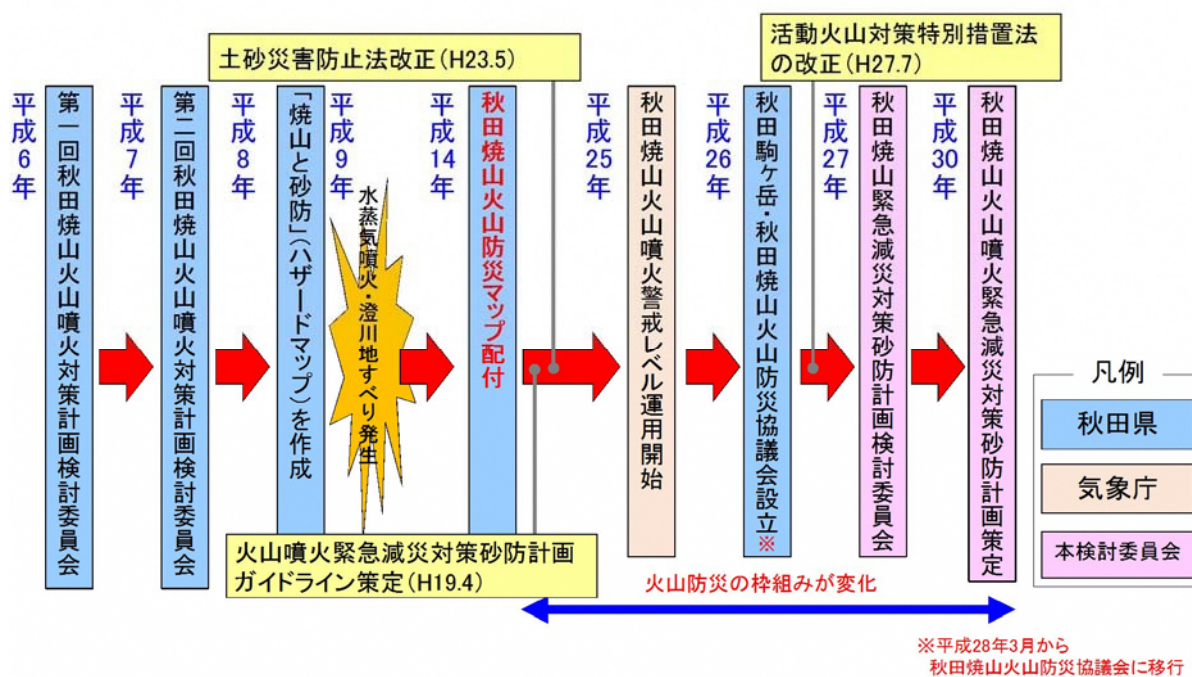 土砂災害防止法改正(H23.5)
活動火山対策特別措置法
の改正(H27.7)
平成6年
第一回秋田焼山火山噴火対策計画検討委員会
平成7年
第二回秋田焼山火山噴火対策計画検討委員会
平成8年
「焼山と砂防」(ハザードマップ)を作成
平成9年
水蒸気噴火・澄川地すべり発生
平成14年
秋田焼山火山防災マップ配付
平成25年
秋田焼山火山噴火警戒レベル運用開始
平成26年
秋田駒ヶ岳・秋田焼山火山防災協議会設立※
平成27年
秋田焼山緊急減災対策砂防計画検討委員会
平成30年
秋田焼山火山噴火緊急減災対策砂防計画策定
火山噴火緊急減災対策砂防計画
ガイドライン策定(H19.4)
火山防災の枠組みが変化
※平成28年3月から
秋田焼山火山防災協議会に移行
凡例
秋田県
気象庁
本検討委員会